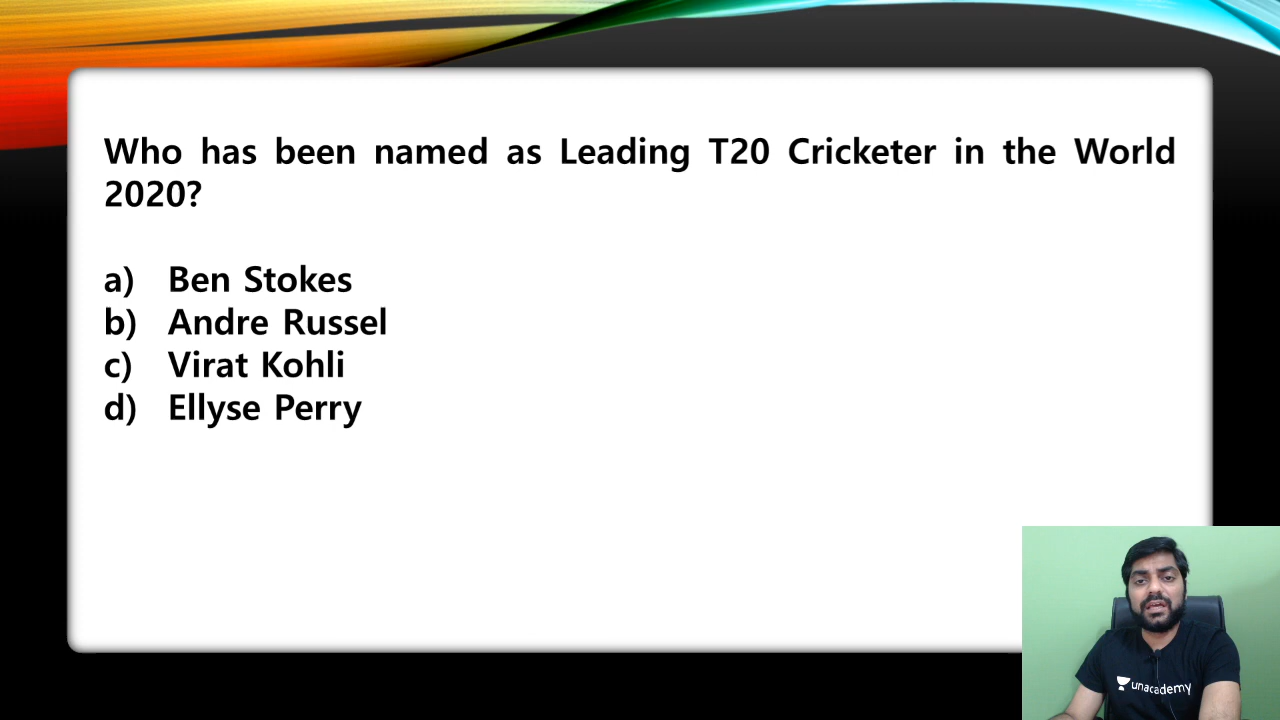 Who has been named as Leading T20 Cricketer in the World
2020?
a) Ben Stokes
b) Andre Russel
c) Virat Kohli
d) Ellyse Perry
unacademy